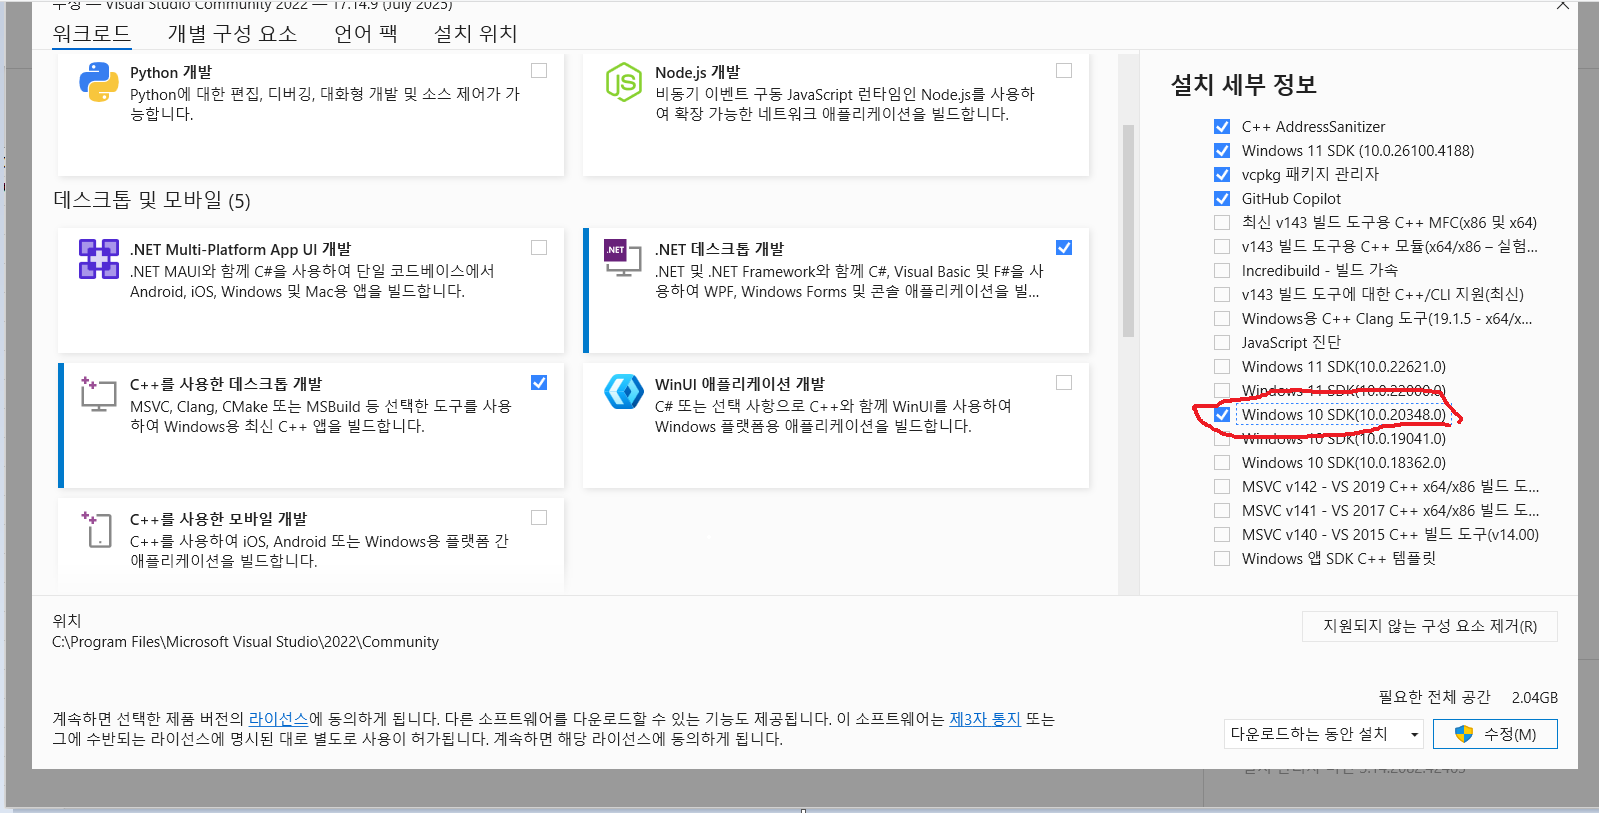 수정 — Visual Studio Community 2022 — 17.14.9 (July 2025)
워크로드 개별 구성 요소 언어 팩 설치 위치
Python 개발
Python에 대한 편집, 디버깅, 대화형 개발 및 소스 제어가 가
능합니다.
Node.js 개발
비동기 이벤트 구동 JavaScript 런타임인 Node.js를 사용하
여 확장 가능한 네트워크 애플리케이션을 빌드합니다.
데스크톱 및 모바일 (5)
.NET Multi-Platform App UI 개발
.NET MAUI와 함께 C#을 사용하여 단일 코드베이스에서
Android, iOS, Windows 및 Mac용 앱을 빌드합니다.
.NET
.NET 데스크톱 개발
.NET 및 .NET Framework와 함께 C#, Visual Basic 및 F#을 사
용하여 WPF, Windows Forms 및 콘솔 애플리케이션을 빌...
C++를 사용한 데스크톱 개발
MSVC, Clang, CMake 또는 MSBuild 등 선택한 도구를 사용
하여 Windows용 최신 C++ 앱을 빌드합니다.
WinUI 애플리케이션 개발
C# 또는 선택 사항으로 C++와 함께 WinUI를 사용하여
Windows 플랫폼용 애플리케이션을 빌드합니다.
C++를 사용한 모바일 개발
C++를 사용하여 iOS, Android 또는 Windows용 플랫폼 간
애플리케이션을 빌드합니다.
설치 세부 정보
C++ AddressSanitizer
Windows 11 SDK (10.0.26100.4188)
vcpkg 패키지 관리자
GitHub Copilot
최신 v143 빌드 도구용 C++ MFC(x86 및 x64)
v143 빌드 도구용 C++ 모듈(x64/x86 – 실험...
Incredibuild - 빌드 가속
v143 빌드 도구에 대한 C++/CLI 지원(최신)
Windows용 C++ Clang 도구(19.1.5 - x64/x...
JavaScript 진단
Windows 11 SDK(10.0.22621.0)
Windows 11 SDK(10.0.22000.0)
Windows 10 SDK(10.0.20348.0)
Windows 10 SDK(10.0.19041.0)
Windows 10 SDK(10.0.18362.0)
MSVC v142 - VS 2019 C++ x64/x86 빌드 도...
MSVC v141 - VS 2017 C++ x64/x86 빌드 도...
MSVC v140 - VS 2015 C++ 빌드 도구(v14.00)
Windows 앱 SDK C++ 템플릿
위치
C:\Program Files\Microsoft Visual Studio\2022\Community
지원되지 않는 구성 요소 제거(R)
필요한 전체 공간 2.04GB
계속하면 선택한 제품 버전의 라이선스에 동의하게 됩니다. 다른 소프트웨어를 다운로드할 수 있는 기능도 제공됩니다. 이 소프트웨어는 제3자 통지 또는
그에 수반되는 라이선스에 명시된 대로 별도로 사용이 허가됩니다. 계속하면 해당 라이선스에 동의하게 됩니다.
다운로드하는 동안 설치
수정(M)